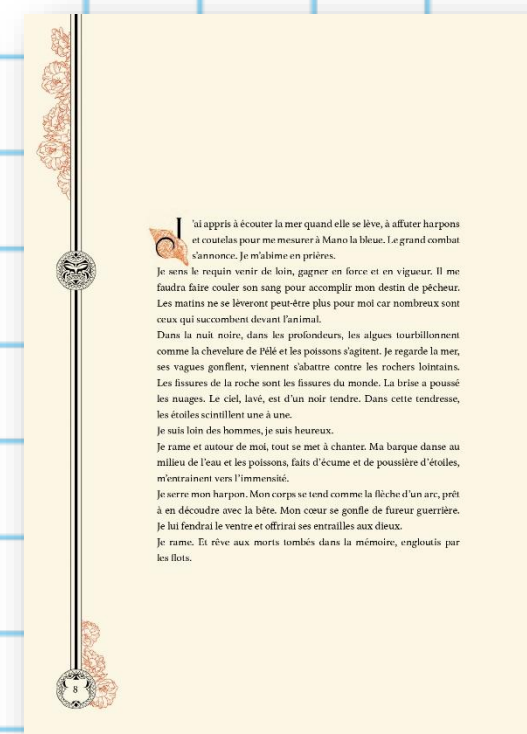 J'ai appris à écouter la mer quand elle se lève, à affuter harpons
et coutelas pour me mesurer à Mano la bleue. Le grand combat
s'annonce. Je m'abime en prières.
Je sens le requin venir de loin, gagner en force et en vigueur. Il me
faudra faire couler son sang pour accomplir mon destin de pêcheur.
Les matins ne se lèveront peut-être plus pour moi car nombreux sont
ceux qui succombent devant l'animal.
Dans la nuit noire, dans les profondeurs, les algues tourbillonnent
comme la chevelure de Pélé et les poissons s'agitent. Je regarde la mer,
ses vagues gonflent, viennent s'abattre contre les rochers lointains.
Les fissures de la roche sont les fissures du monde. La brise a poussé
les nuages. Le ciel, lavé, est d'un noir tendre. Dans cette tendresse,
les étoiles scintillent une à une.
Je suis loin des hommes, je suis heureux.
Je rame et autour de moi, tout se met à chanter. Ma barque danse au
milieu de l'eau et les poissons, faits d'écume et de poussière d'étoiles,
m'entrainent vers l'immensité.
Je serre mon harpon. Mon corps se tend comme la flèche d'un arc, prêt
à en découdre avec la bête. Mon cœur se gonfle de fureur guerrière.
Je lui fendrai le ventre et offrirai ses entrailles aux dieux.
Je rame. Et rêve aux morts tombés dans la mémoire, engloutis par
les flots.
8